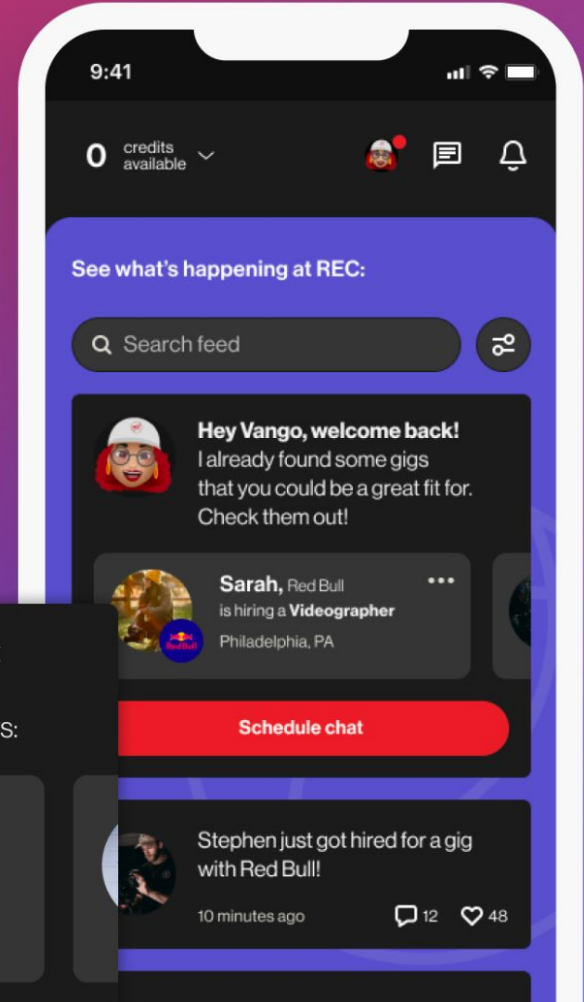 9:41
0 credits
available
See what's happening at REC:
Search feed
Hey Vango, welcome back!
I already found some gigs
that you could be a great fit for.
Check them out!
Sarah, Red Bull
is hiring a Videographer
Philadelphia, PA
Red Bull
S:
Schedule chat
Stephen just got hired for a gig
with Red Bull!
10 minutes ago 12 48